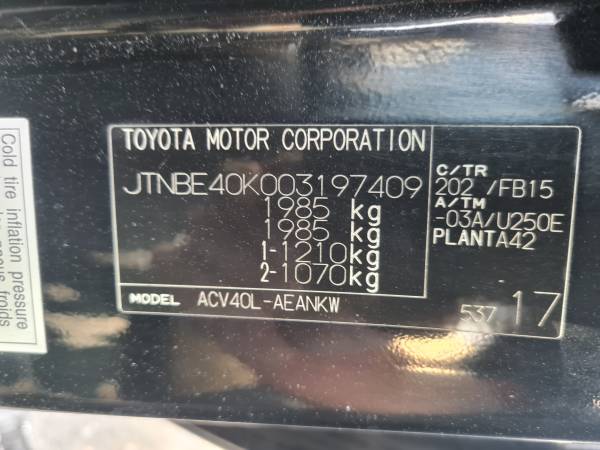 TOYOTA MOTOR CORPORATION
JTNBE40K003197409
1985 kg
1985 kg
1-1210kg
2-1070kg
C/TR
202 /FB15
A/TM
-03A/U250E
PLANTA42
MODEL ACV40L-AEANKW
537 17
Cold tire inflation pressure
froids